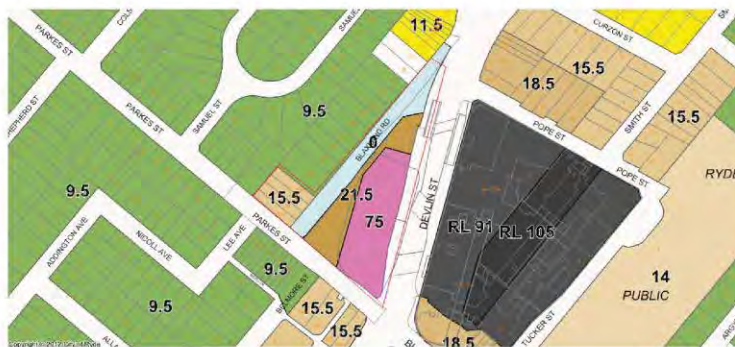 11.5
CURZON ST
PARKES ST
SAMUEL ST
18.5
15.5
15.5
SMITH ST
PARKES ST
9.5
BLAXLAND RD
0
POPE ST
POPE ST
RYDE
9.5
15.5
21.5
75
DEVLIN ST
RL 91
RL 105
PARKES ST
ADDINGTON AVE
NICOLL AVE
LEE AVE
9.5
14
PUBLIC
9.5
15.5
15.5
18.5
TUCKER ST